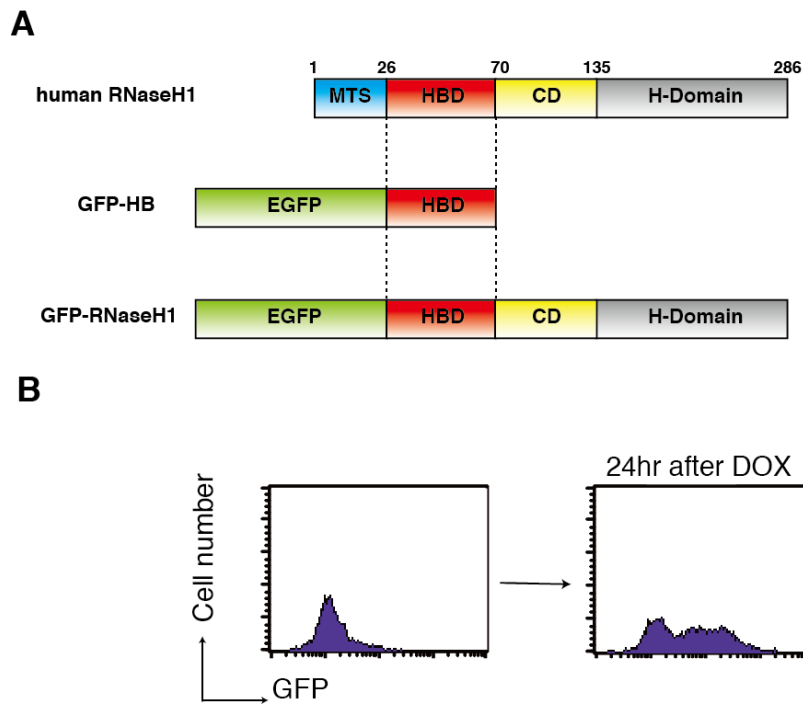 A
1 26 70 135 286
human RNaseH1 MTS HBD CD H-Domain
GFP-HB EGFP HBD
GFP-RNaseH1 EGFP HBD CD H-Domain
B
24hr after DOX
Cell number
GFP